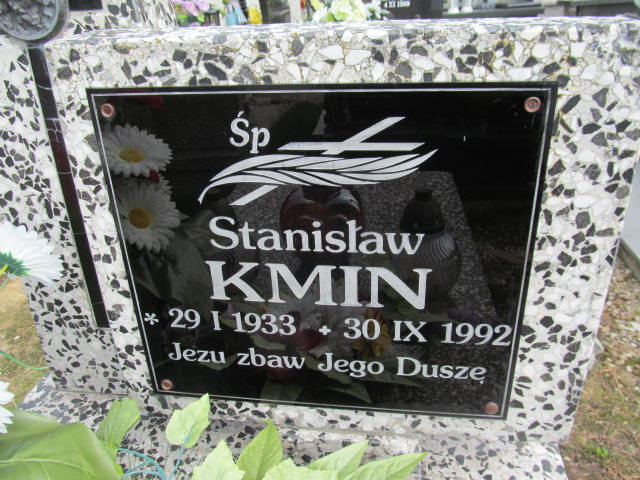 Śp
Stanisław
KMIN
* 29 I 1933 + 30 IX 1992
Jezu zbaw Jego Duszę